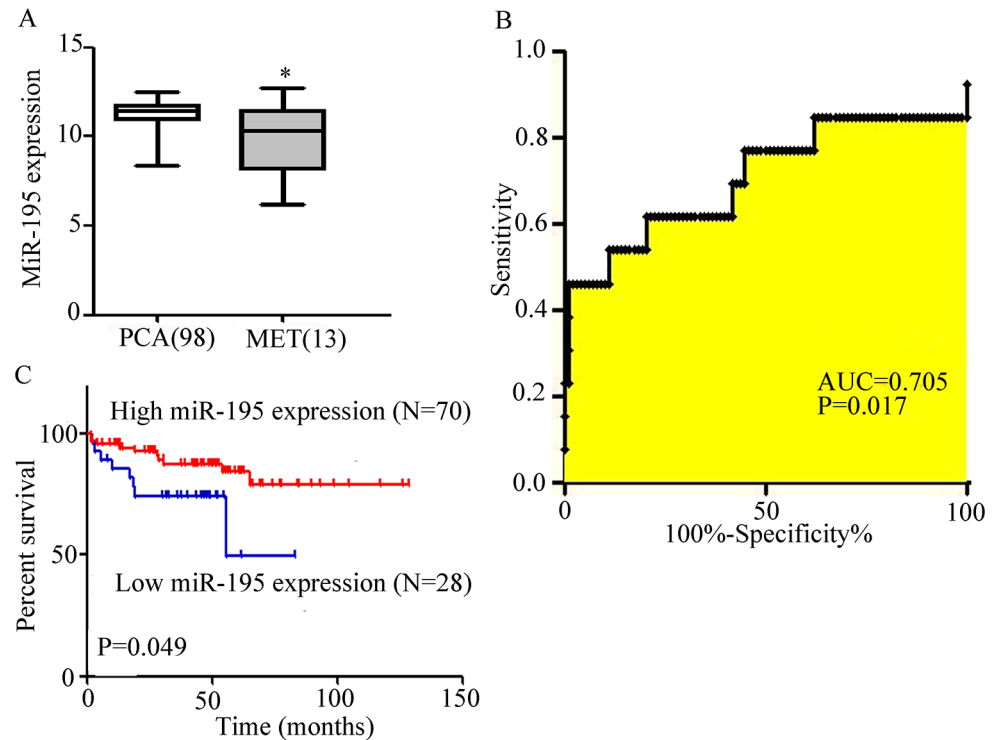 A
MiR-195 expression
15
10
5
0
*
PCA(98)
MET(13)
B
Sensitivity
1.0
0.8
0.6
0.4
0.2
0.0
AUC=0.705
P=0.017
0
50
100
100%-Specificity%
C
Percent survival
100
50
0
High miR-195 expression (N=70)
Low miR-195 expression (N=28)
P=0.049
0
50
100
150
Time (months)